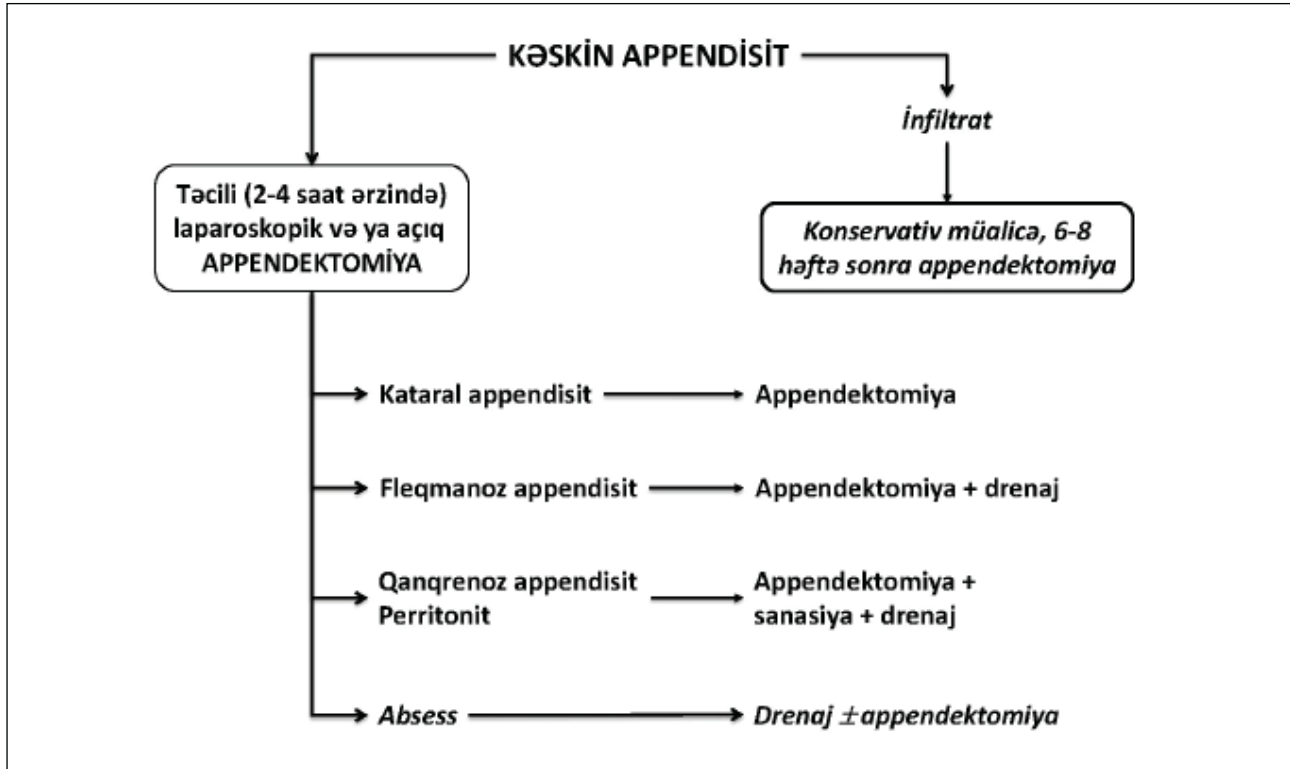 KƏSKİN APPENDİSİT
İnfiltrat
Təcili (2-4 saat ərzində)
laparoskopik və ya açıq
APPENDEKTOMİYA
Konservativ müalicə, 6-8
həftə sonra appendektomiya
Kataral appendisit
Appendektomiya
Fleqmanoz appendisit
Appendektomiya + drenaj
Qanqrenoz appendisit
Perritonit
Appendektomiya +
sanasiya + drenaj
Absess
Drenaj ± appendektomiya